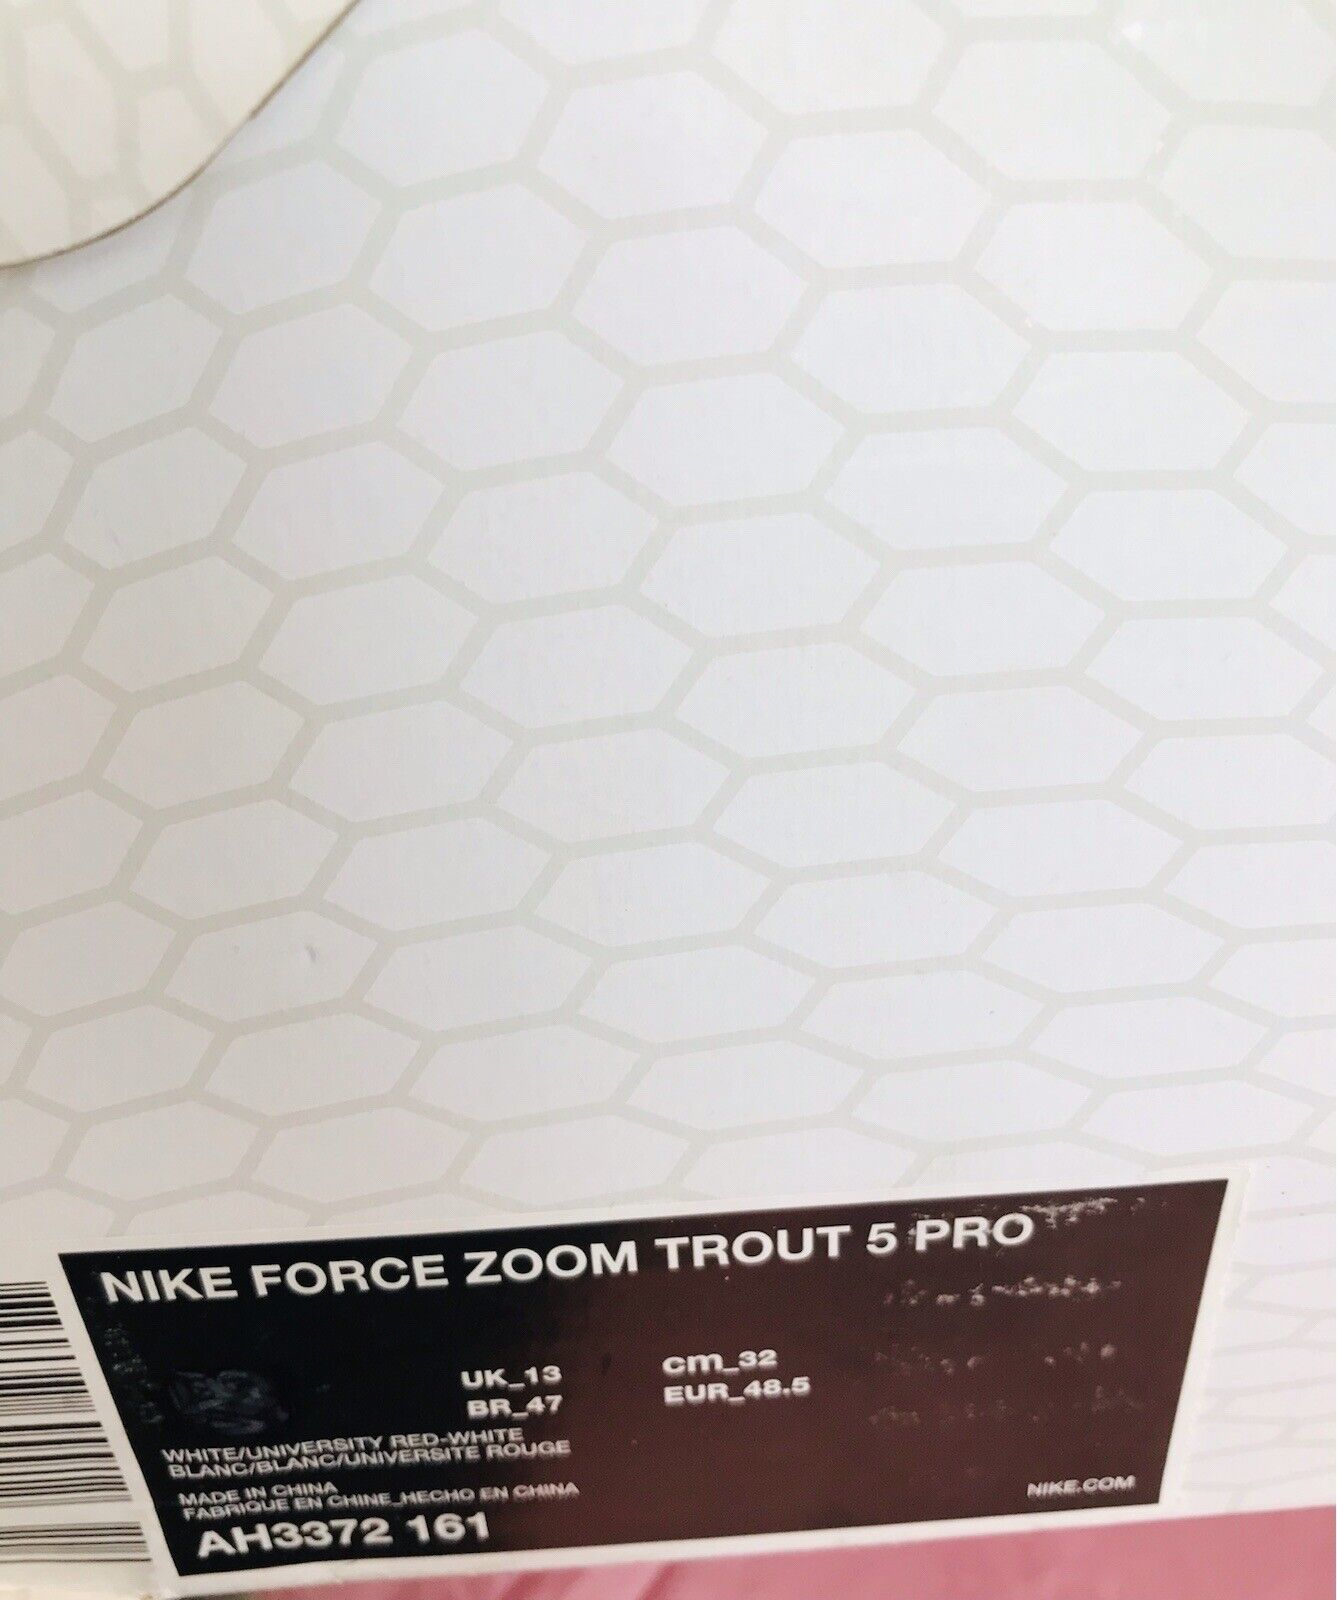 NIKE FORCE ZOOM TROUT 5 PRO
UK_13 cm_32
BR_47 EUR_48.5
WHITE/UNIVERSITY RED-WHITE
BLANC/BLANC/UNIVERSITE ROUGE
MADE IN CHINA
FABRIQUE EN CHINE_HECHO EN CHINA
NIKE.COM
AH3372 161